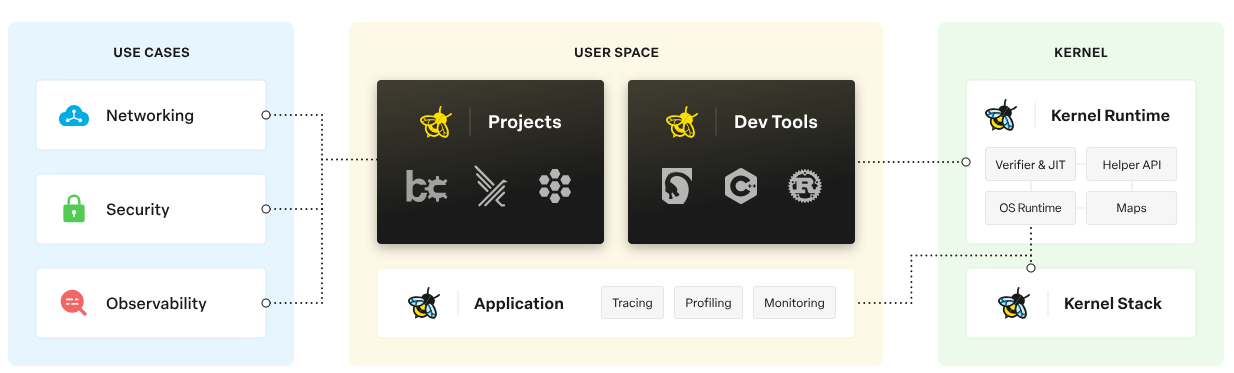 USE CASES
Networking
Security
Observability
USER SPACE
Projects
bc
Dev Tools
C++
R
Application
Tracing
Profiling
Monitoring
KERNEL
Kernel Runtime
Verifier & JIT
Helper API
OS Runtime
Maps
Kernel Stack